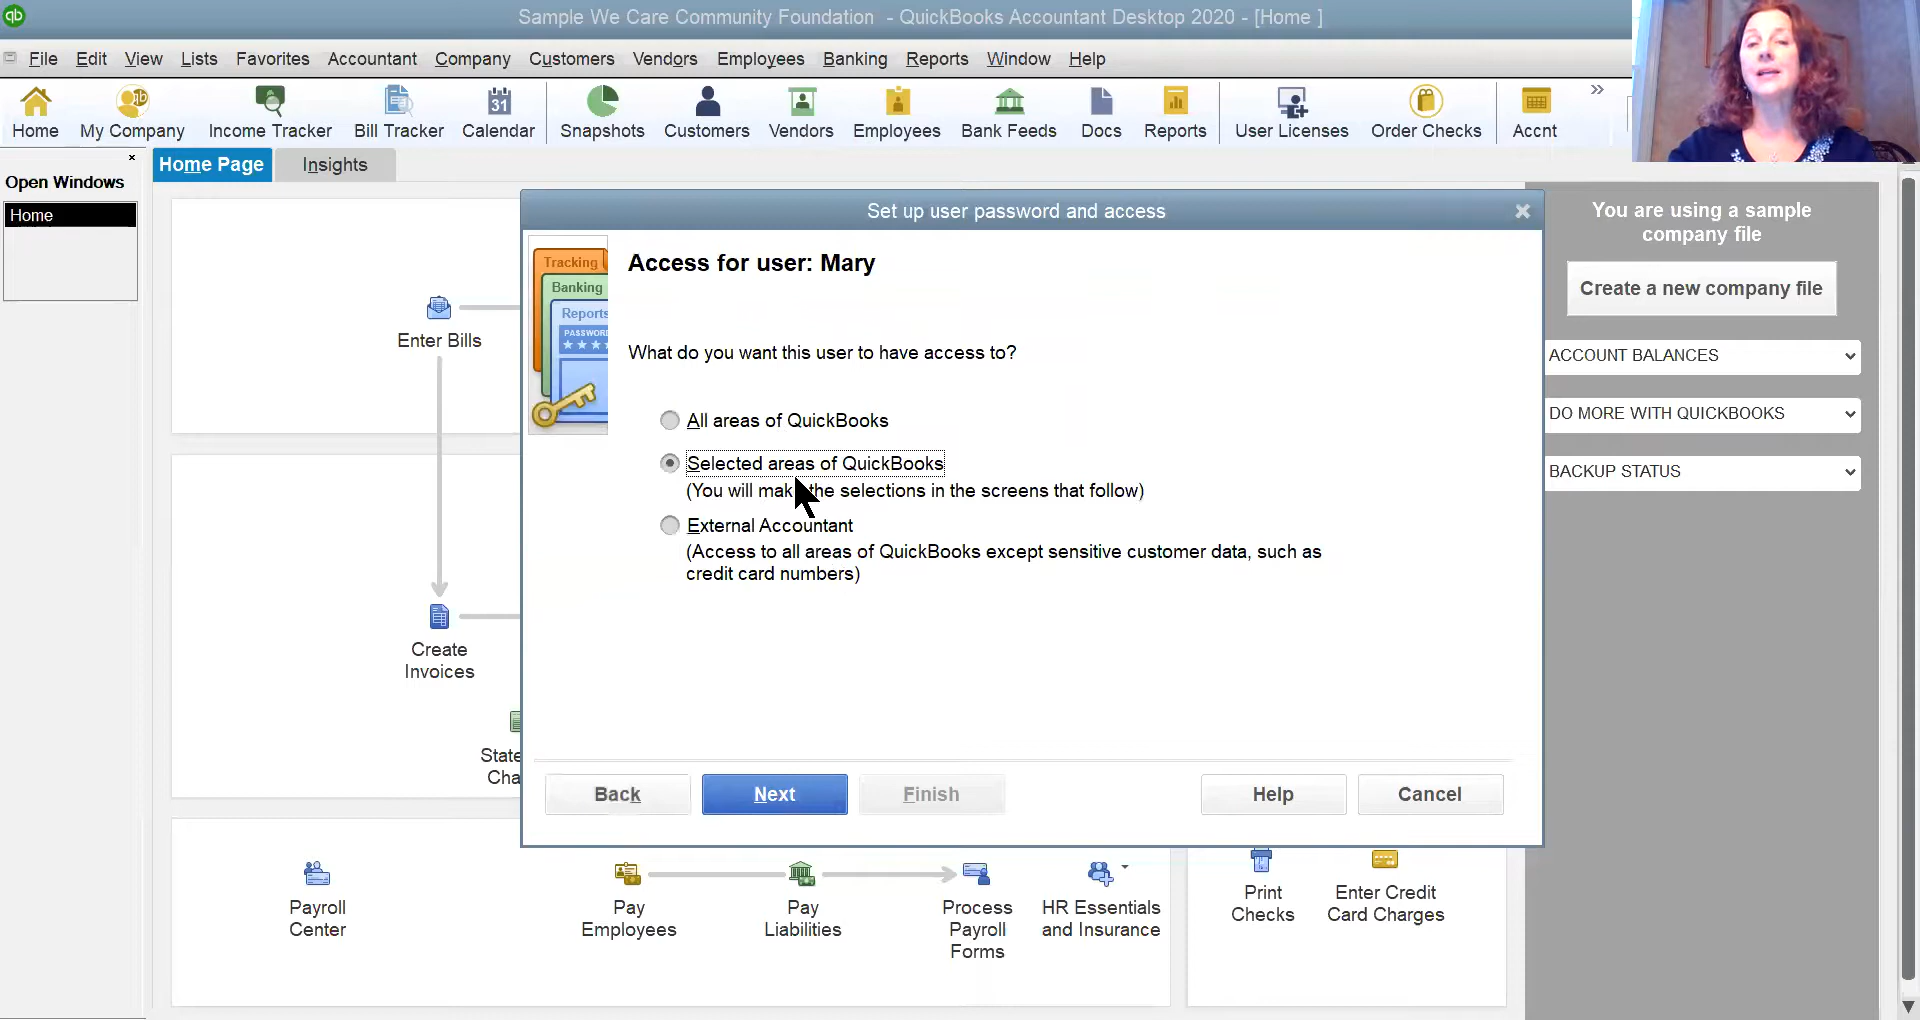 qb
Sample We Care Community Foundation - QuickBooks Accountant Desktop 2020 - [Home ]
File Edit View Lists Favorites Accountant Company Customers Vendors Employees Banking Reports Window Help
qb
31
Home My Company Income Tracker Bill Tracker Calendar Snapshots Customers Vendors Employees Bank Feeds Docs Reports User Licenses Order Checks Accnt
Open Windows
Home
Home Page Insights
Enter Bills
Create
Invoices
State
Cha
Set up user password and access
Tracking
Banking
Reports
PASSWORD
Access for user: Mary
What do you want this user to have access to?
All areas of QuickBooks
Selected areas of QuickBooks
(You will make the selections in the screens that follow)
External Accountant
(Access to all areas of QuickBooks except sensitive customer data, such as
credit card numbers)
Back Next Finish Help Cancel
You are using a sample
company file
Create a new company file
ACCOUNT BALANCES
DO MORE WITH QUICKBOOKS
BACKUP STATUS
Payroll
Center
Pay
Employees
Pay
Liabilities
Process
Payroll
Forms
HR Essentials
and Insurance
Print
Checks
Enter Credit
Card Charges